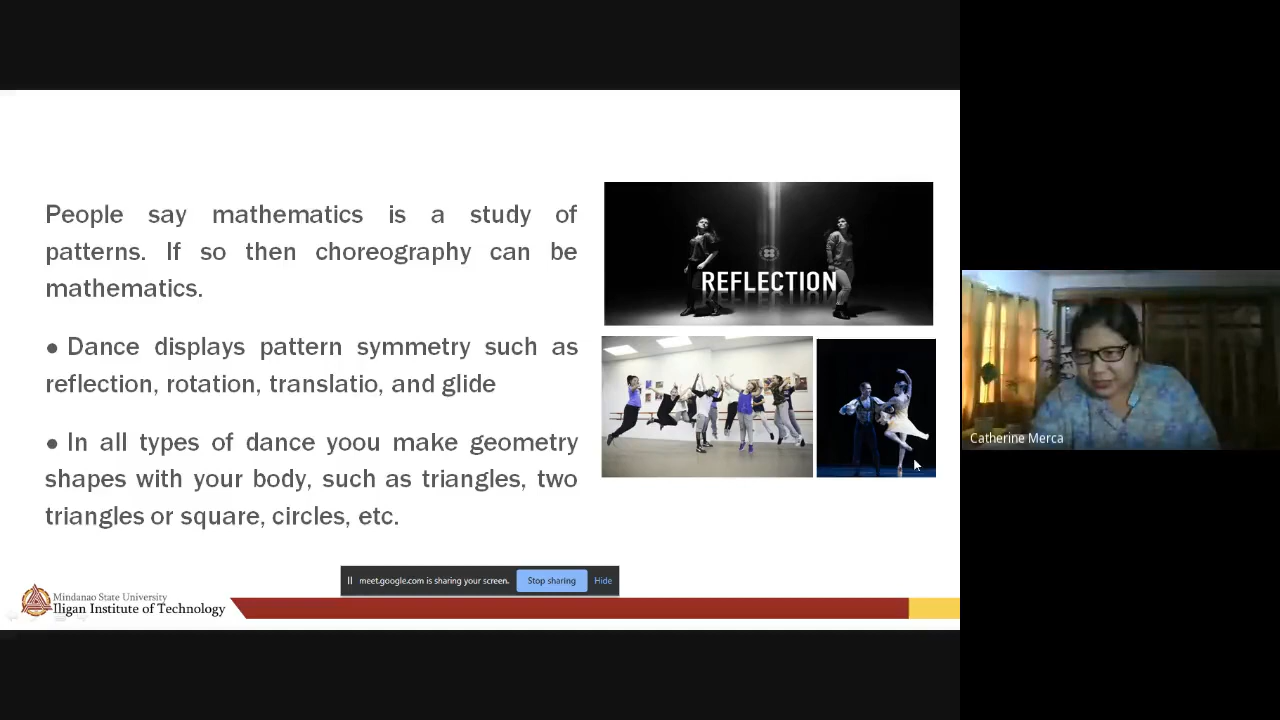 People say mathematics is a study of
patterns. If so then choreography can be
mathematics.
● Dance displays pattern symmetry such as
reflection, rotation, translatio, and glide
● In all types of dance yoou make geometry
shapes with your body, such as triangles, two
triangles or square, circles, etc.
REFLECTION
Catherine Merca
meet.google.com is sharing your screen. Stop sharing Hide
Mindanao State University
Iligan Institute of Technology